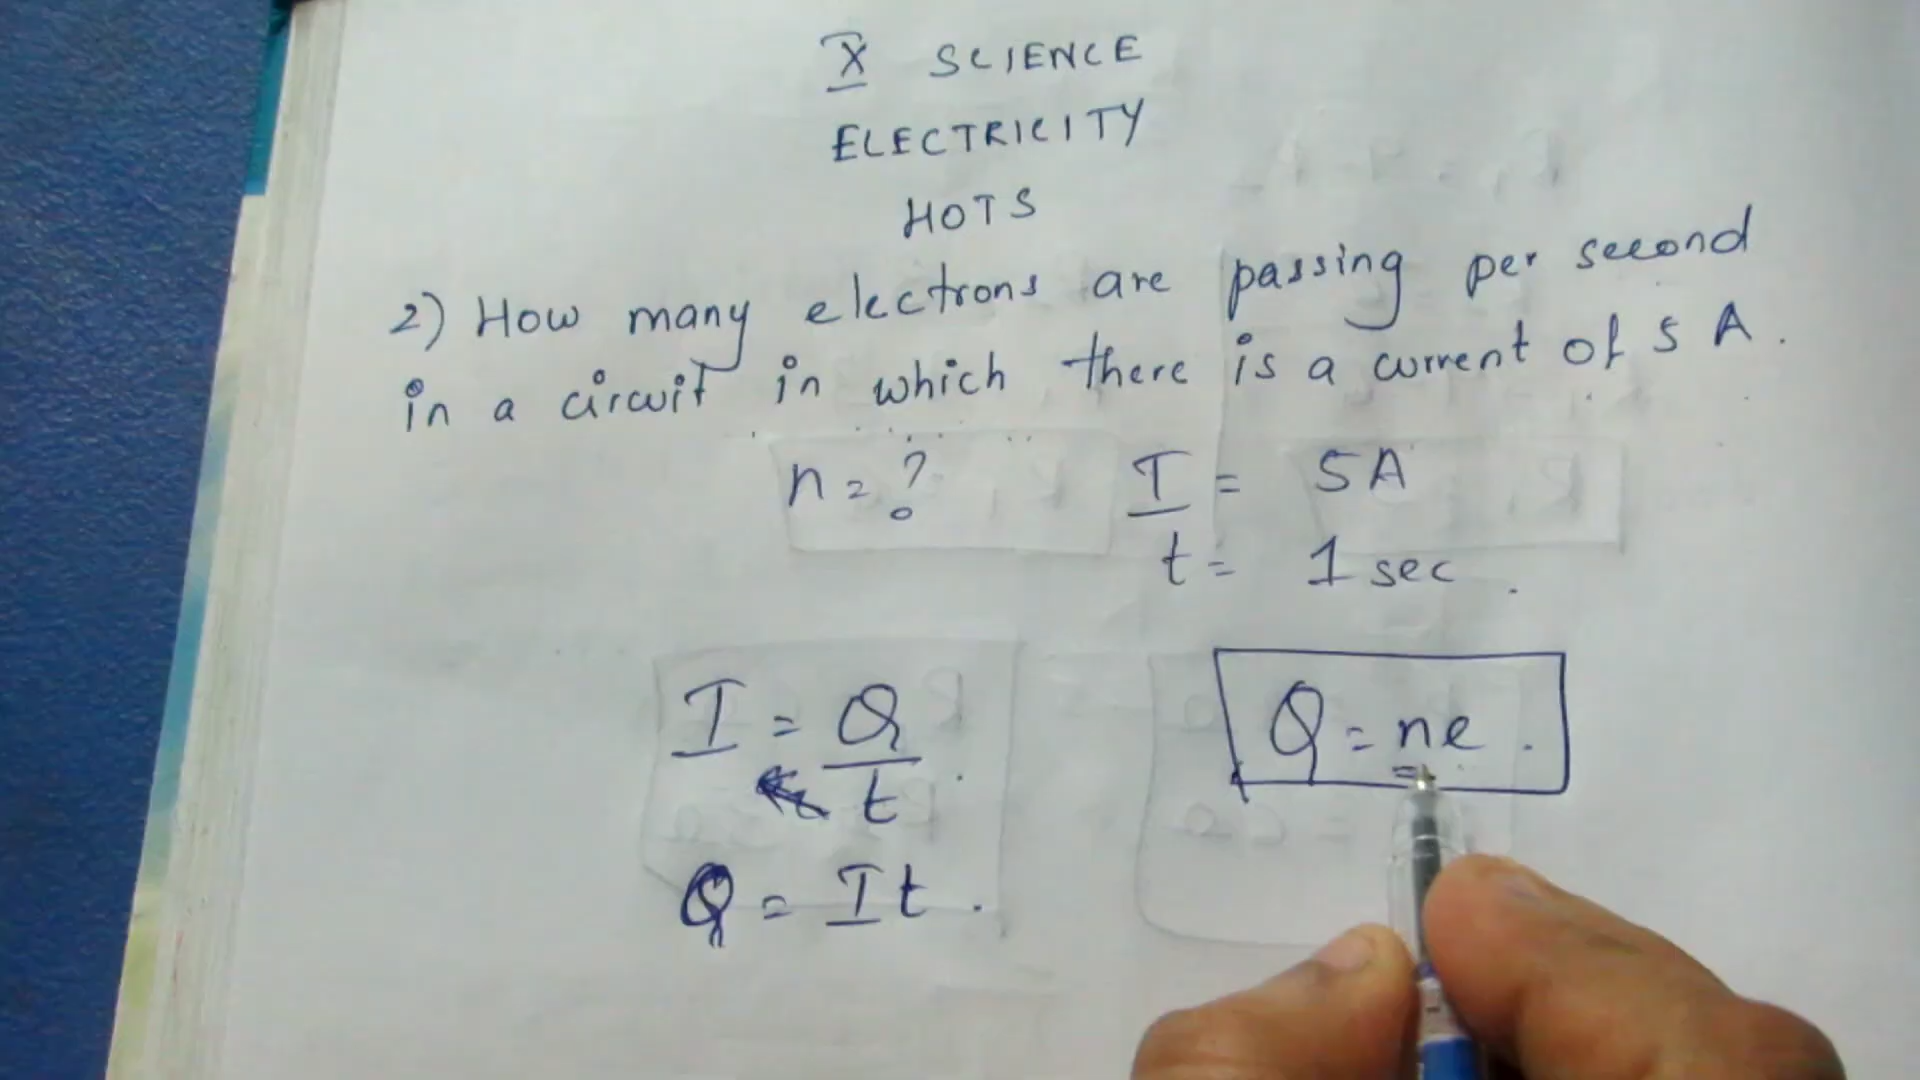 X SCIENCE
ELECTRICITY
HOTS
2) How many electrons are passing per second
in a circuit in which there is a current of 5 A.
n = ? I = 5A
t = 1 sec.
I = Q/t
Q = ne.
Q = It.